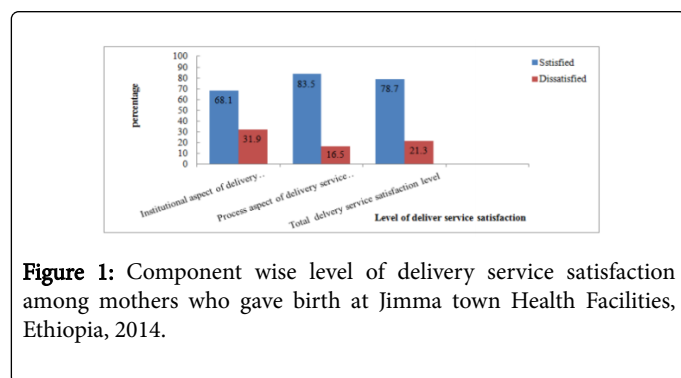 100
90
80
70
60
50
40
30
20
10
0
percentage
68.1
31.9
83.5
16.5
78.7
21.3
Sstisfied
Dissatisfied
Institutional aspect of delivery..
Process aspect of delivery service..
Total delvery service satisfaction level
Level of deliver service satisfaction
Figure 1: Component wise level of delivery service satisfaction
among mothers who gave birth at Jimma town Health Facilities,
Ethiopia, 2014.